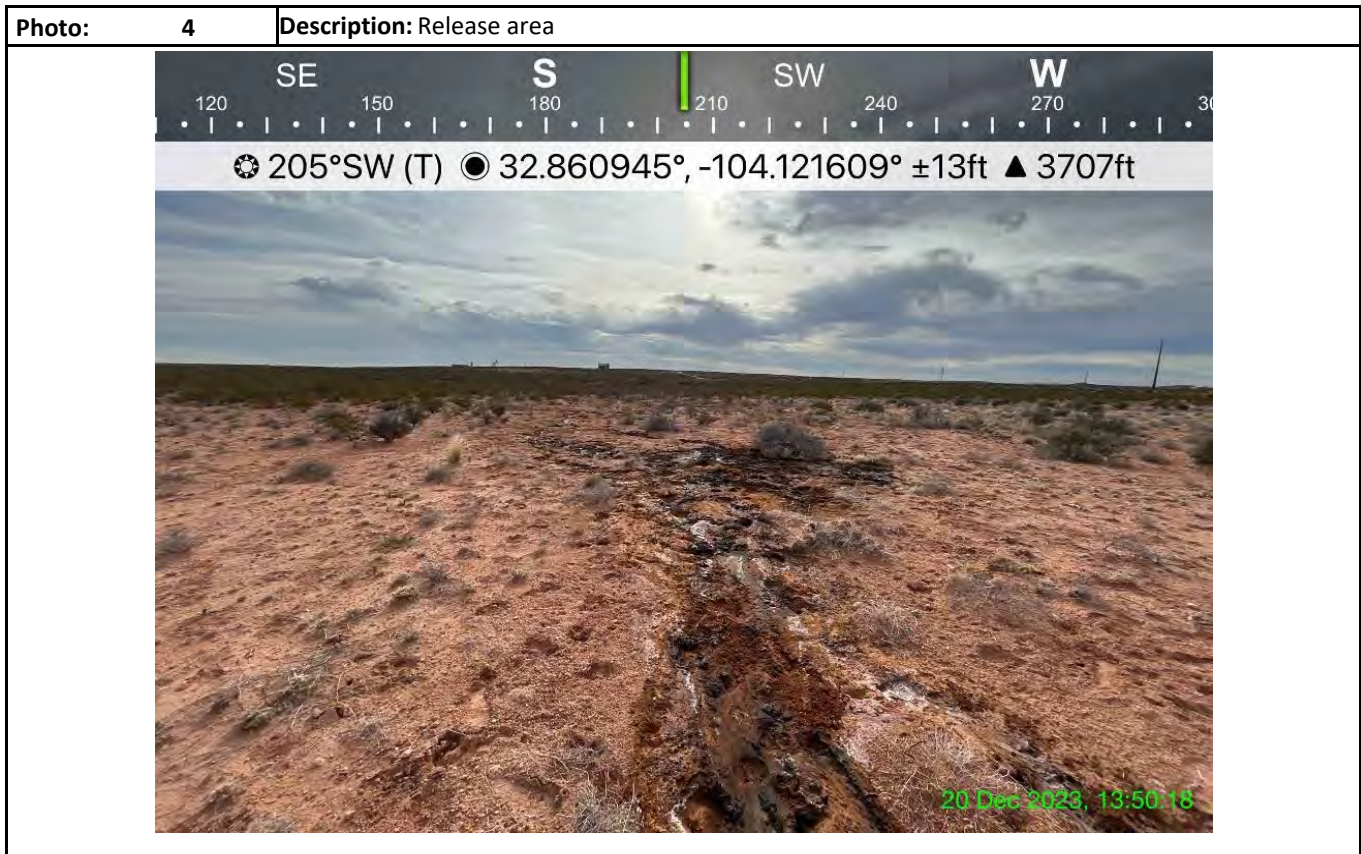 Photo: 4 Description: Release area
SE S SW W
120 150 180 210 240 270 30
205°SW (T) 32.860945°, -104.121609° ±13ft ▲ 3707ft
20 Dec 2023, 13:50:18